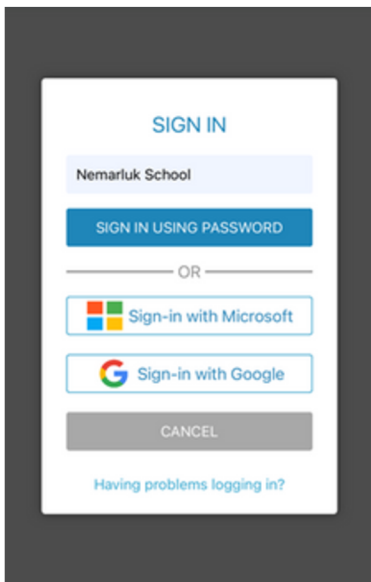 SIGN IN
Nemarluk School
SIGN IN USING PASSWORD
OR
Sign-in with Microsoft
Sign-in with Google
CANCEL
Having problems logging in?